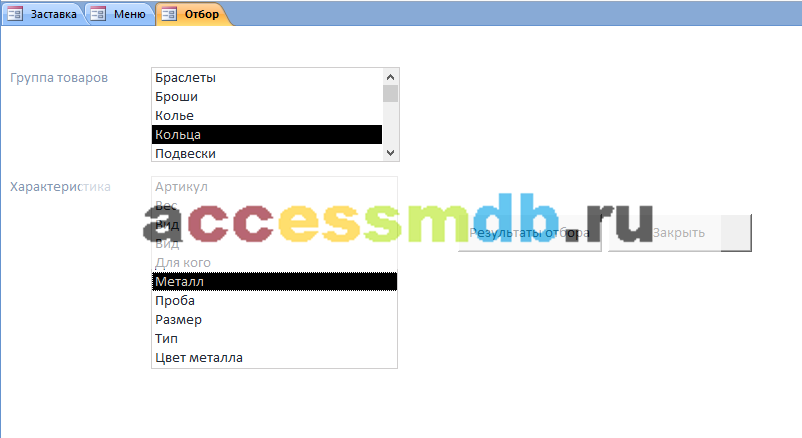 Заставка Меню Отбор
Группа товаров
Браслеты
Броши
Колье
Кольца
Подвески
Характеристика
Артикул
Вес
Вид
Вид
Для кого
Металл
Проба
Размер
Тип
Цвет металла
Результаты отбора Закрыть
accessmdb.ru